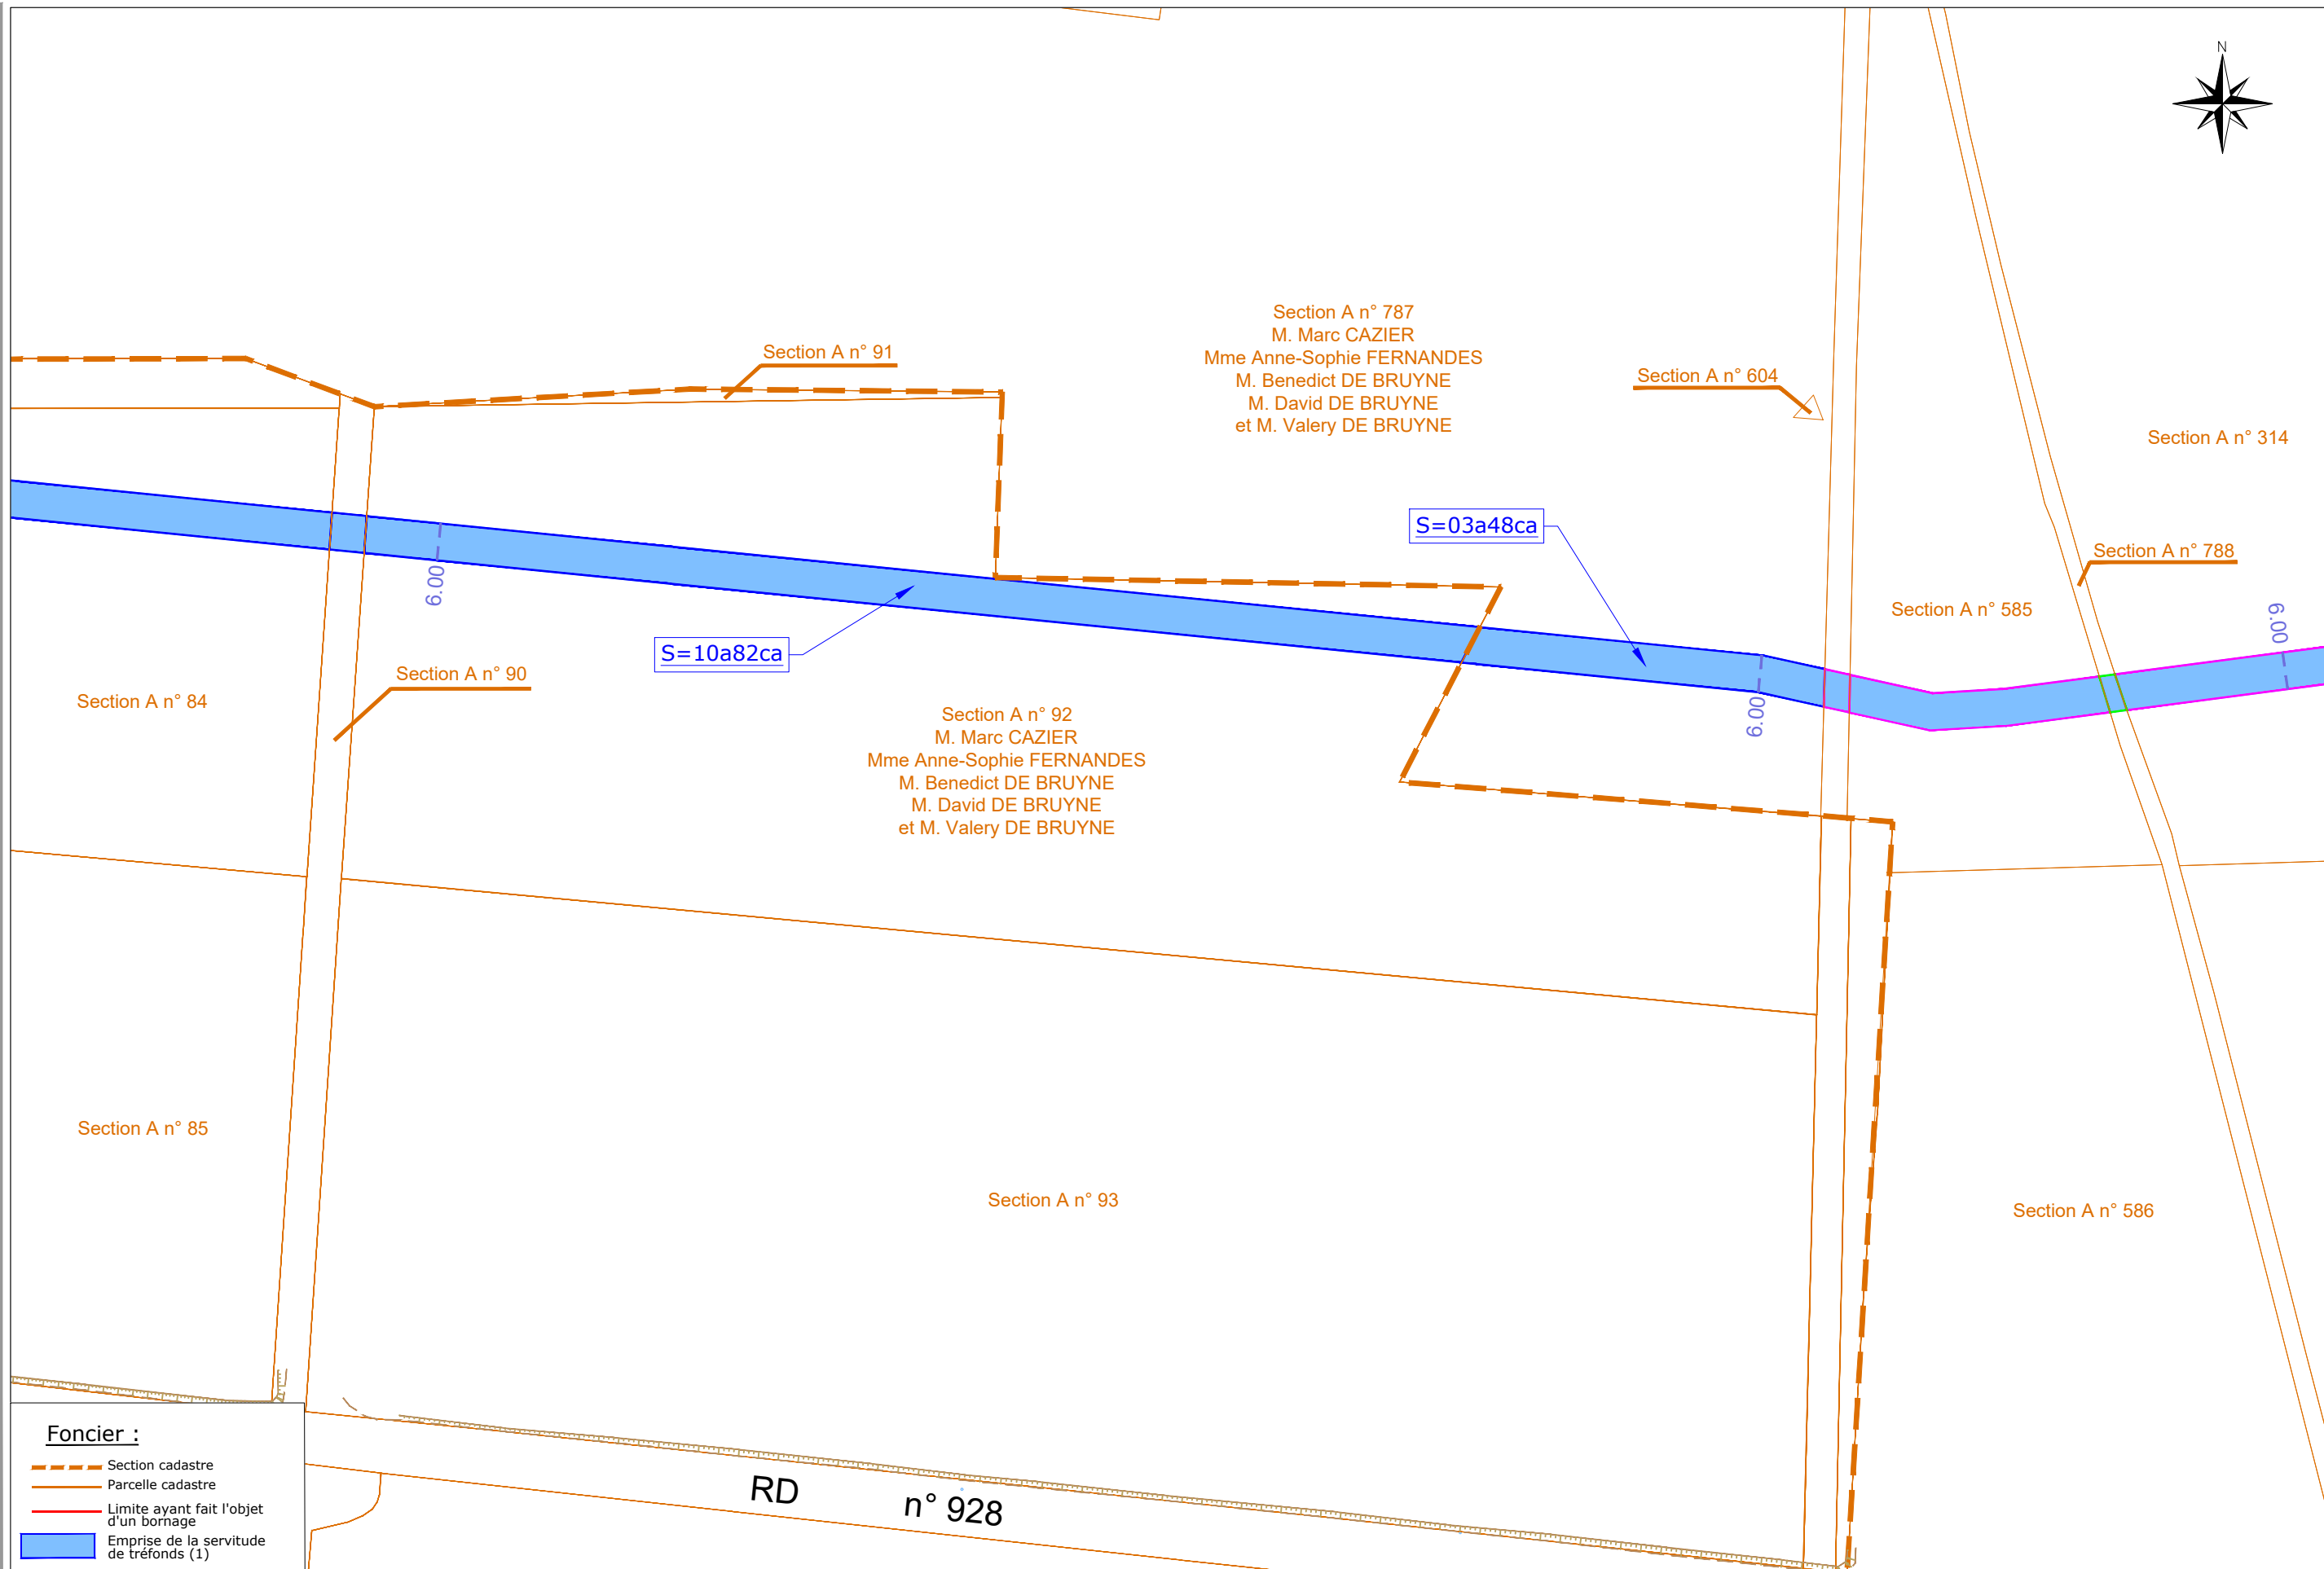 N
Section A n° 787
M. Marc CAZIER
Mme Anne-Sophie FERNANDES
M. Benedict DE BRUYNE
M. David DE BRUYNE
et M. Valery DE BRUYNE
Section A n° 91
Section A n° 604
Section A n° 314
S=03a48ca
Section A n° 788
6.00
Section A n° 585
6.00
S=10a82ca
Section A n° 90
Section A n° 84
6.00
Section A n° 92
M. Marc CAZIER
Mme Anne-Sophie FERNANDES
M. Benedict DE BRUYNE
M. David DE BRUYNE
et M. Valery DE BRUYNE
Section A n° 85
Section A n° 93
Section A n° 586
RD n° 928
Foncier :
Section cadastre
Parcelle cadastre
Limite ayant fait l'objet
d'un bornage
Emprise de la servitude
de tréfonds (1)